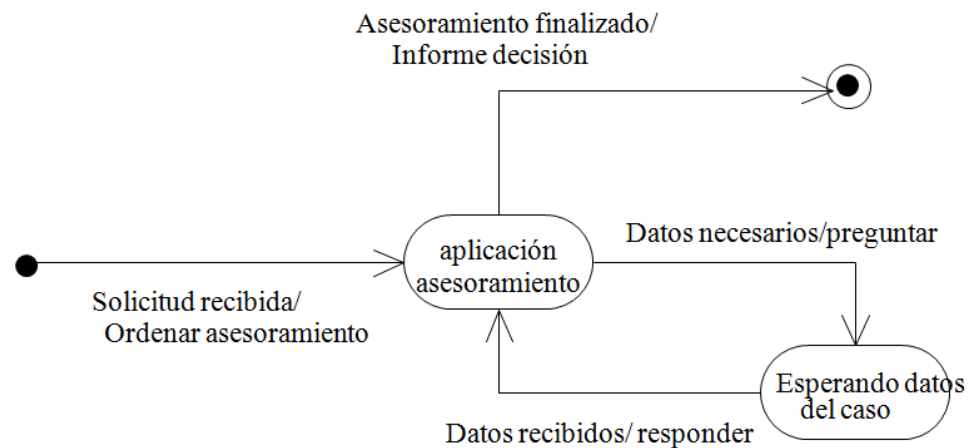 Asesoramiento finalizado/
Informe decisión
aplicación
asesoramiento
Datos necesarios/preguntar
Solicitud recibida/
Ordenar asesoramiento
Esperando datos
del caso
Datos recibidos/ responder